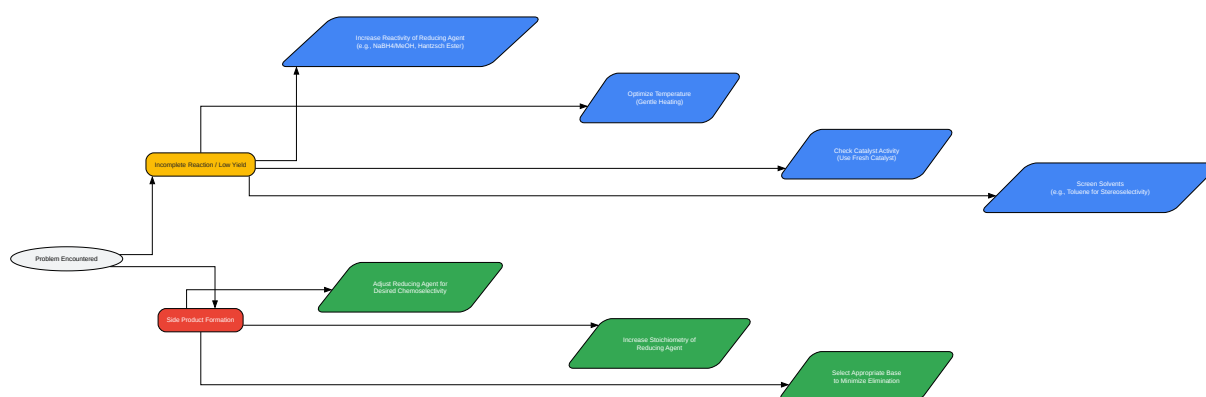 Increase Reactivity of Reducing Agent
(e.g., NaBH4/MeOH, Hantzsch Ester)
Optimize Temperature
(Gentle Heating)
Check Catalyst Activity
(Use Fresh Catalyst)
Incomplete Reaction / Low Yield
Screen Solvents
(e.g., Toluene for Stereoselectivity)
Problem Encountered
Adjust Reducing Agent for
Desired Chemoselectivity
Side Product Formation
Increase Stoichiometry of
Reducing Agent
Select Appropriate Base
to Minimize Elimination